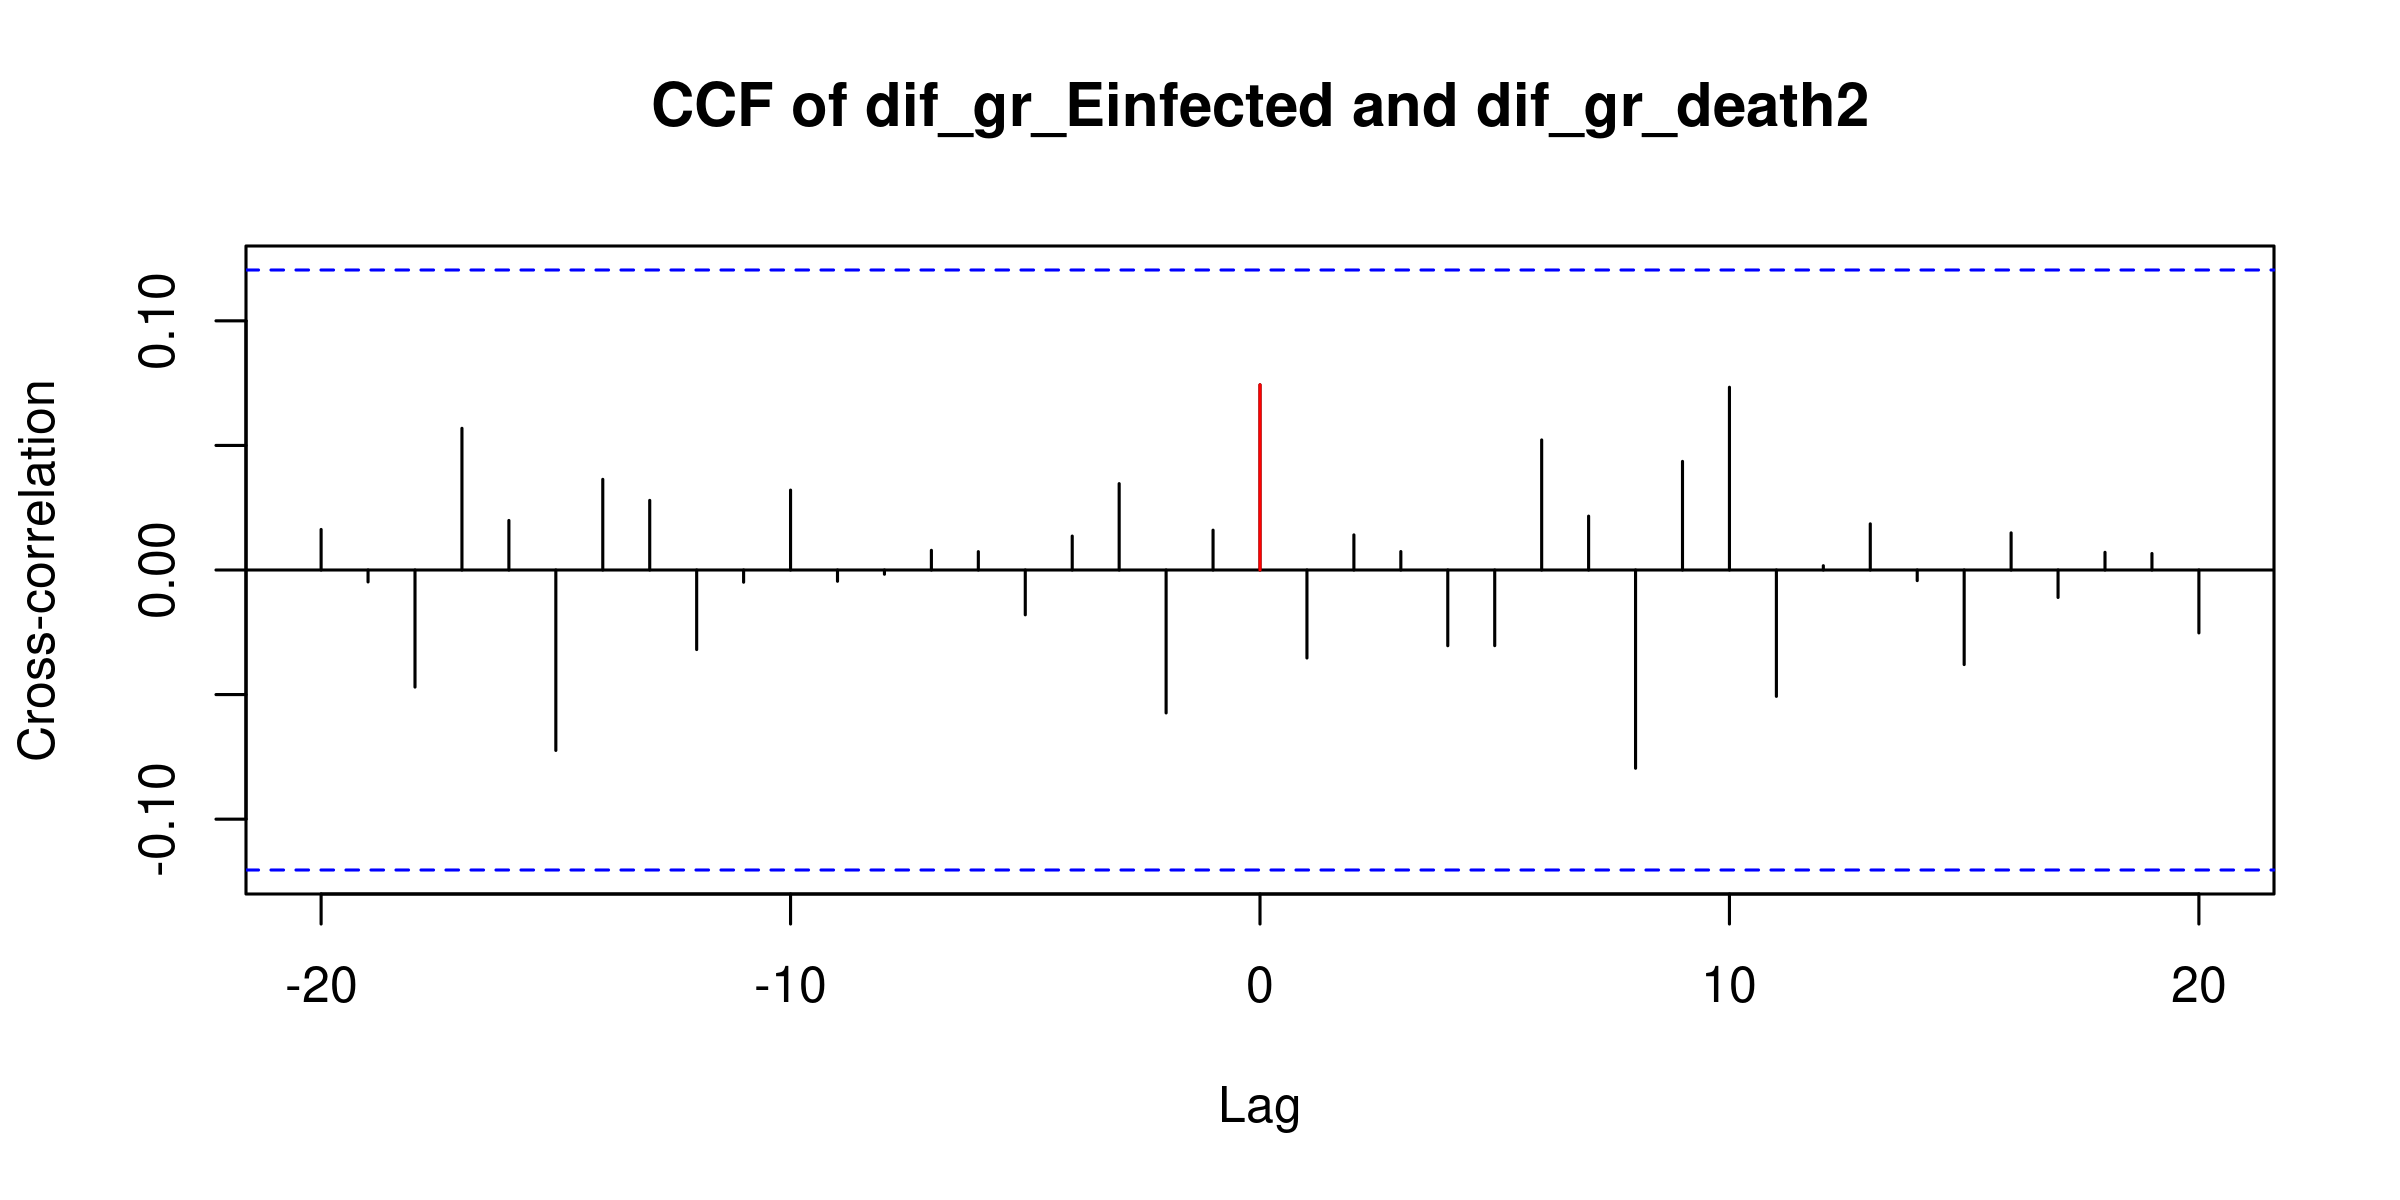 CCF of dif_gr_Einfected and dif_gr_death2
Cross-correlation
0.10
0.00
-0.10
-20 -10 0 10 20
Lag